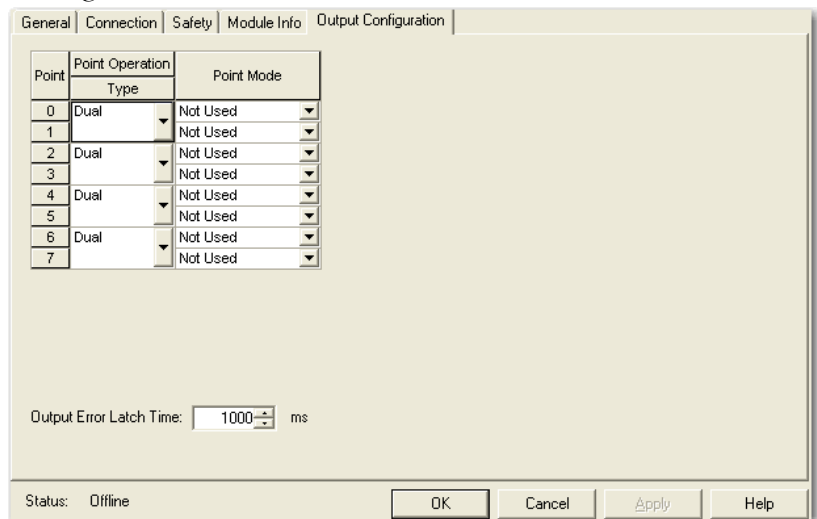 General Connection Safety Module Info Output Configuration
Point Point Operation Point Mode
Type
0 Dual Not Used
1 Not Used
2 Dual Not Used
3 Not Used
4 Dual Not Used
5 Not Used
6 Dual Not Used
7 Not Used
Output Error Latch Time: 1000 ms
Status: Offline OK Cancel Apply Help